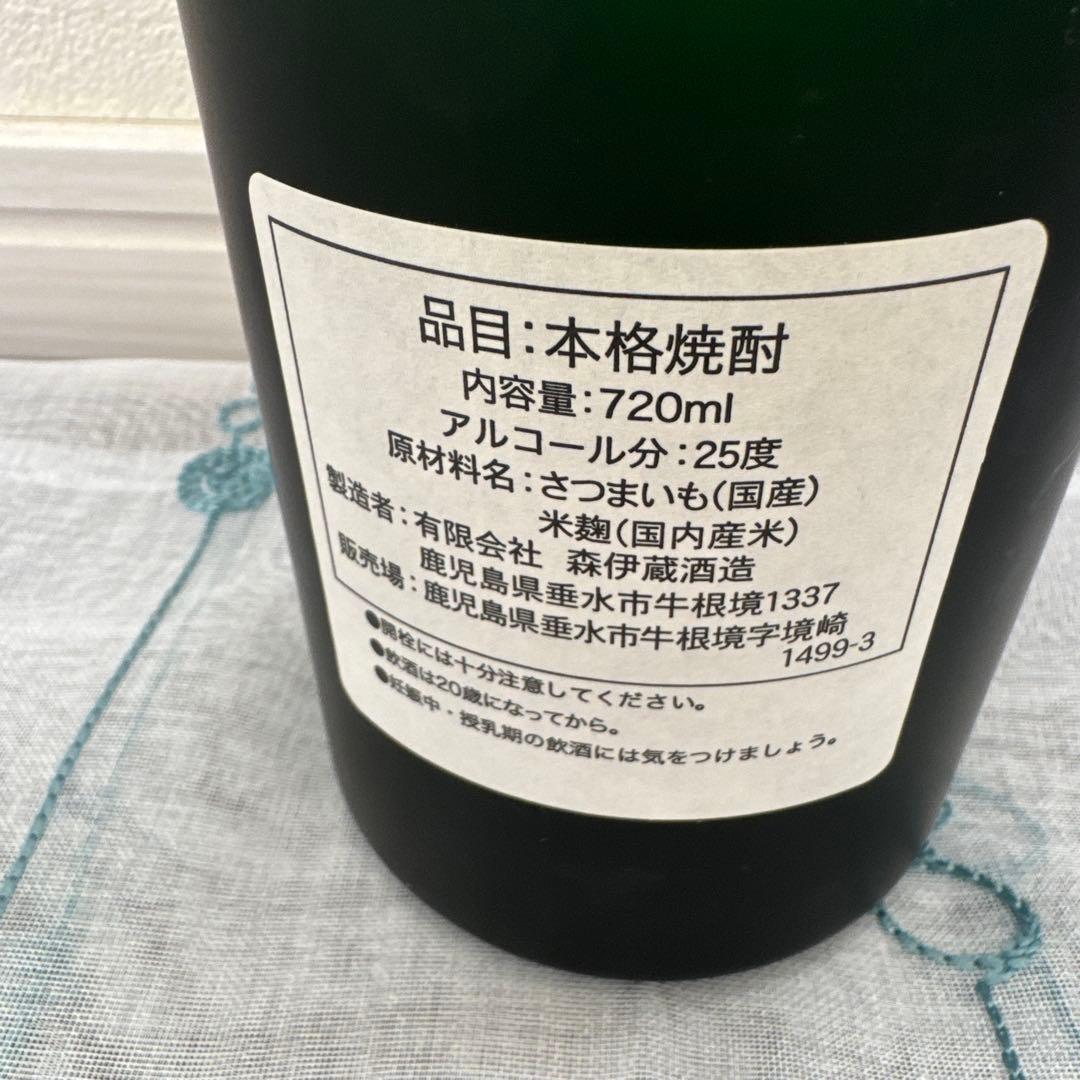 品目：本格焼酎
内容量：720ml
アルコール分：25度
原材料名：さつまいも（国産）
米麹（国内産米）
製造者：有限会社 森伊蔵酒造
鹿児島県垂水市牛根境1337
販売場：鹿児島県垂水市牛根境字境崎
1499-3
●開栓には十分注意してください。
●飲酒は20歳になってから。
●妊娠中・授乳期の飲酒には気をつけましょう。